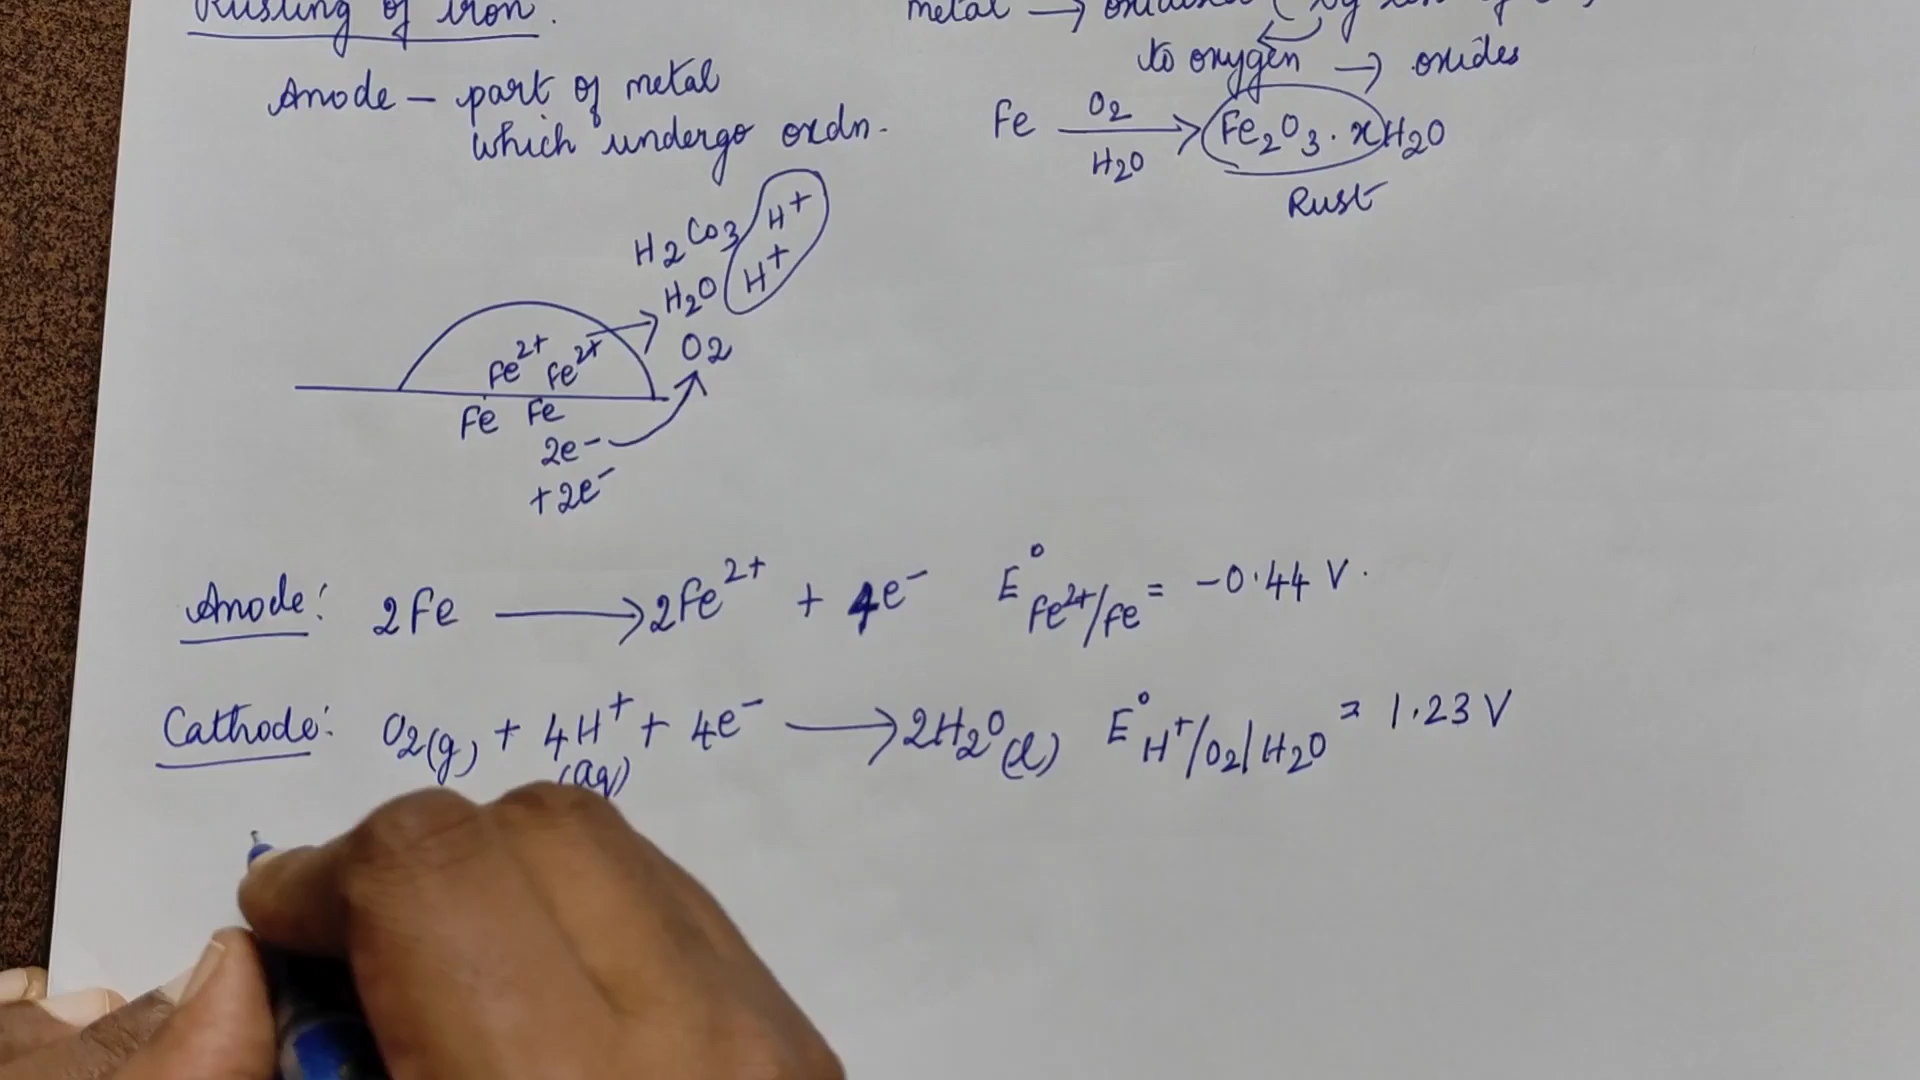 Rusting of iron.
Anode – part of metal
which undergo oxdn.
metal → oxidised
to oxygen → oxides
Fe O2 H2O → Fe2O3 . xH2O
Rust
H2CO3 H+
H2O H+
O2
Fe2+ Fe2+
Fe Fe
2e-
+2e-
Anode: 2Fe → 2Fe2+ + 4e- E° Fe2+/Fe = -0.44 V.
Cathode: O2(g) + 4H+ + 4e- → 2H2O(l) E° H+/O2/H2O = 1.23 V
(aq)